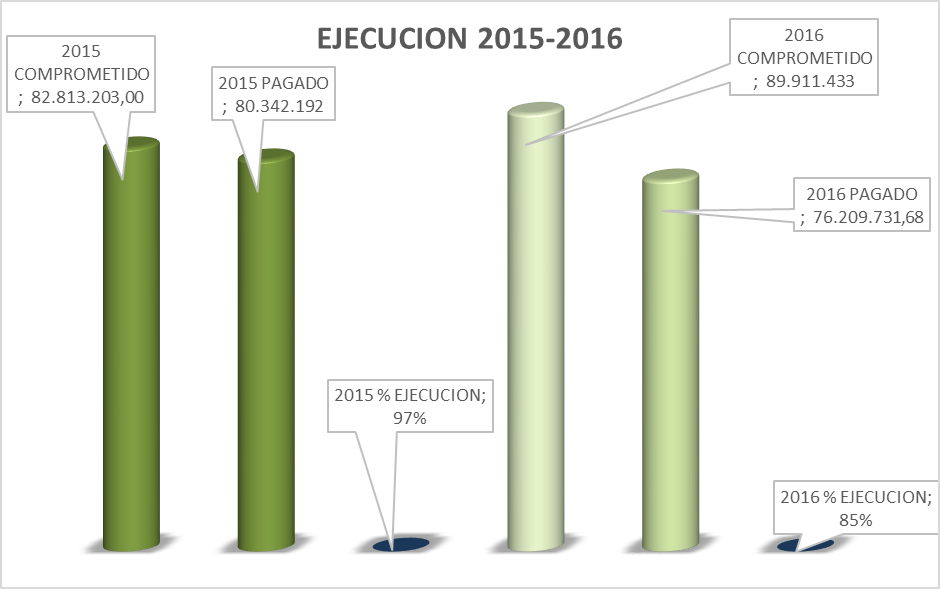 EJECUCION 2015-2016
2015
COMPROMETIDO
; 82.813.203,00
2015 PAGADO
; 80.342.192
2015 % EJECUCION;
97%
2016
COMPROMETIDO
; 89.911.433
2016 PAGADO
; 76.209.731,68
2016 % EJECUCION;
85%